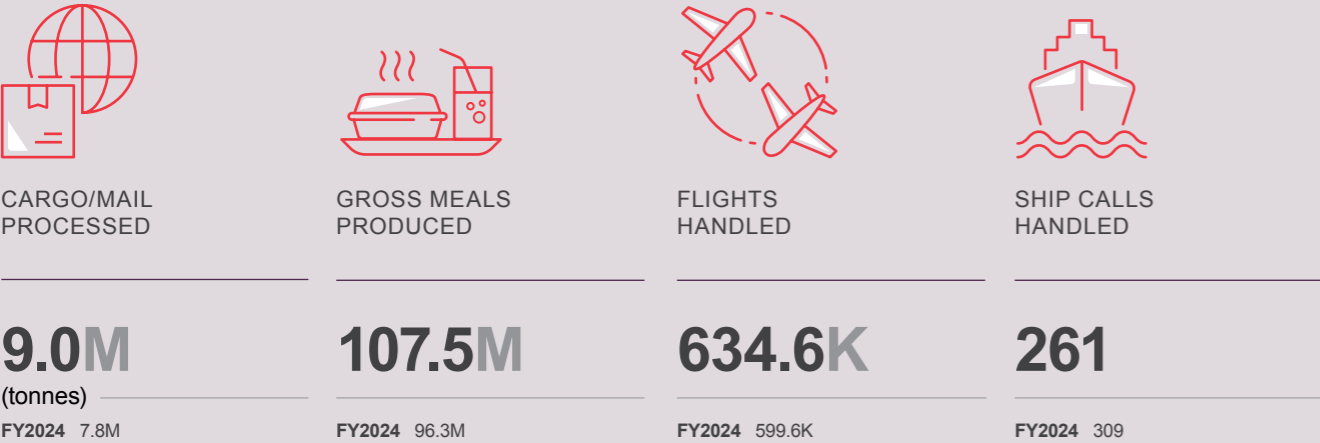 CARGO/MAIL
PROCESSED
9.0M
(tonnes)
FY2024 7.8M
GROSS MEALS
PRODUCED
107.5M
FY2024 96.3M
FLIGHTS
HANDLED
634.6K
FY2024 599.6K
SHIP CALLS
HANDLED
261
FY2024 309